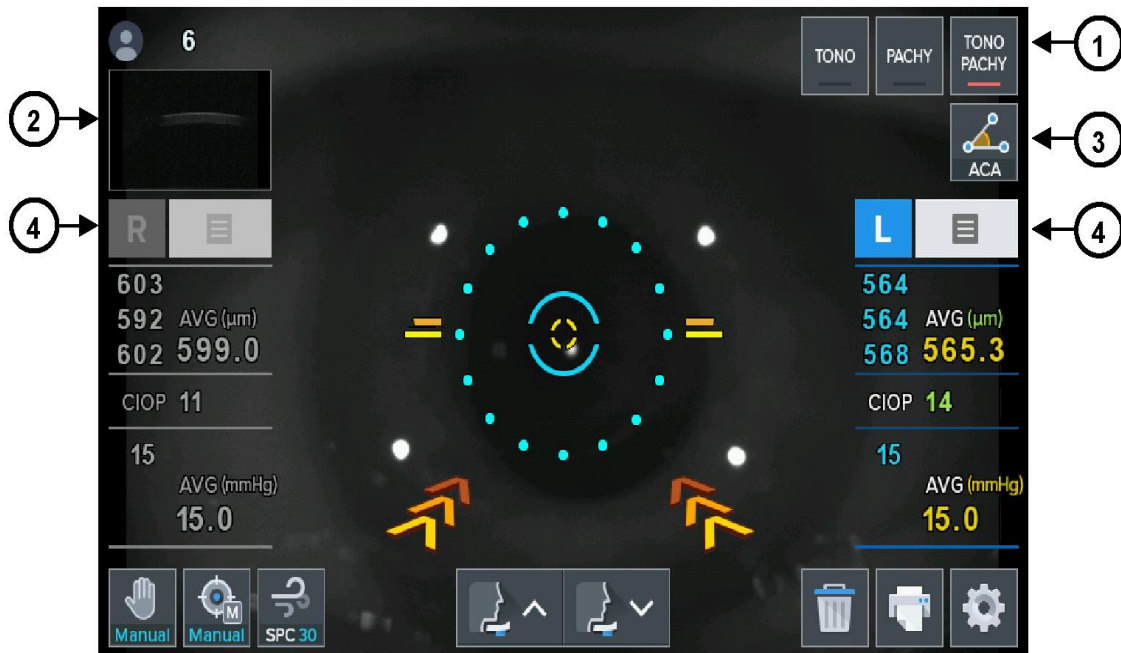 6
TONO
PACHY
TONO
PACHY
1
2
3
ACA
4
R
L
4
603
592 AVG (µm)
602 599.0
CIOP 11
15
AVG (mmHg)
15.0
564
564 AVG (µm)
568 565.3
CIOP 14
15
AVG (mmHg)
15.0
Manual
M
Manual
SPC 30